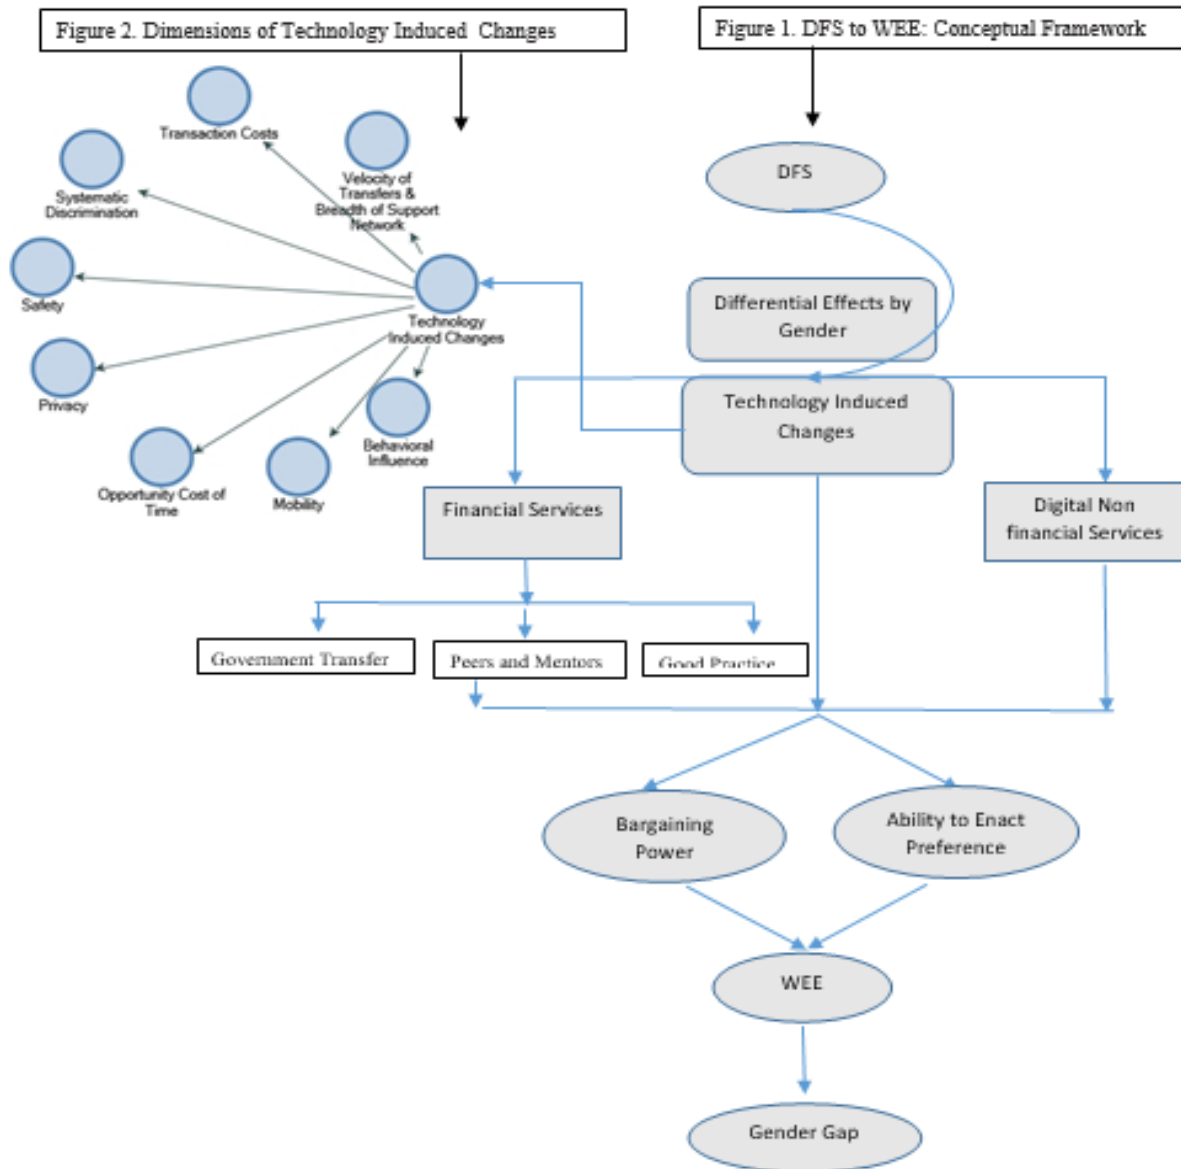 Figure 2. Dimensions of Technology Induced Changes
Figure 1. DFS to WEE: Conceptual Framework
Transaction Costs
Velocity of
Transfers &
Breadth of Support
Network
Systematic
Discrimination
Safety
Technology
Induced Changes
Privacy
Behavioral
Influence
Opportunity Cost of
Time
Mobility
DFS
Differential Effects by
Gender
Technology Induced
Changes
Financial Services
Digital Non
financial Services
Government Transfer
Peers and Mentors
Good Practice
Bargaining
Power
Ability to Enact
Preference
WEE
Gender Gap